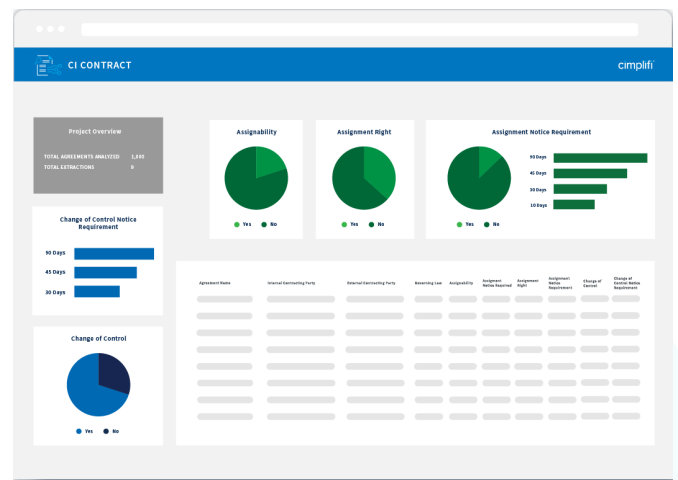 CI CONTRACT
cimplifi
Project Overview
TOTAL AGREEMENTS ANALYZED 1,000
TOTAL EXTRACTIONS 0
Assignability
Yes No
Assignment Right
Yes No
Assignment Notice Requirement
90 Days
45 Days
30 Days
10 Days
Yes No
Change of Control Notice
Requirement
90 Days
45 Days
30 Days
Change of Control
Yes No
Agreement Name
Internal Contracting Party
External Contracting Party
Governing Law
Assignability
Assigment
Notice Required
Assignment
Right
Assignment
Notice
Requirement
Change of
Control
Change of
Control Notice
Requirement